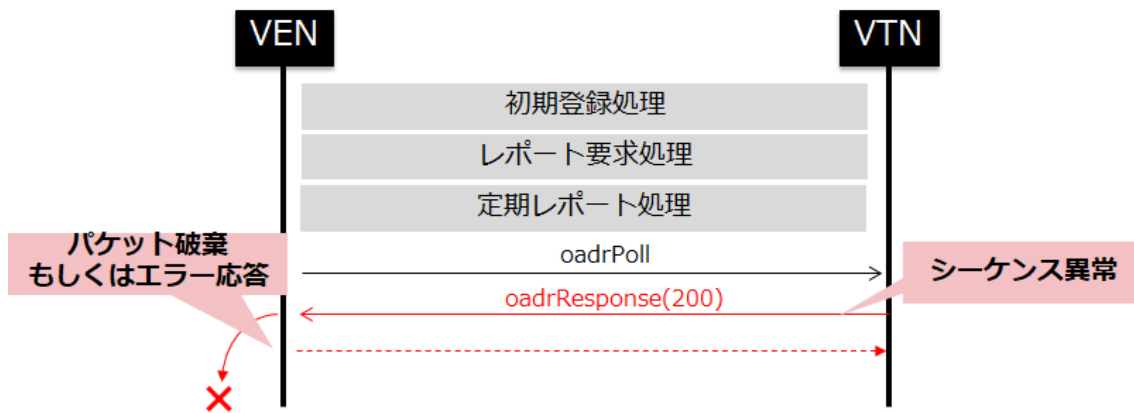 VEN
VTN
初期登録処理
レポート要求処理
定期レポート処理
パケット破棄
もしくはエラー応答
oadrPoll
シーケンス異常
oadrResponse(200)